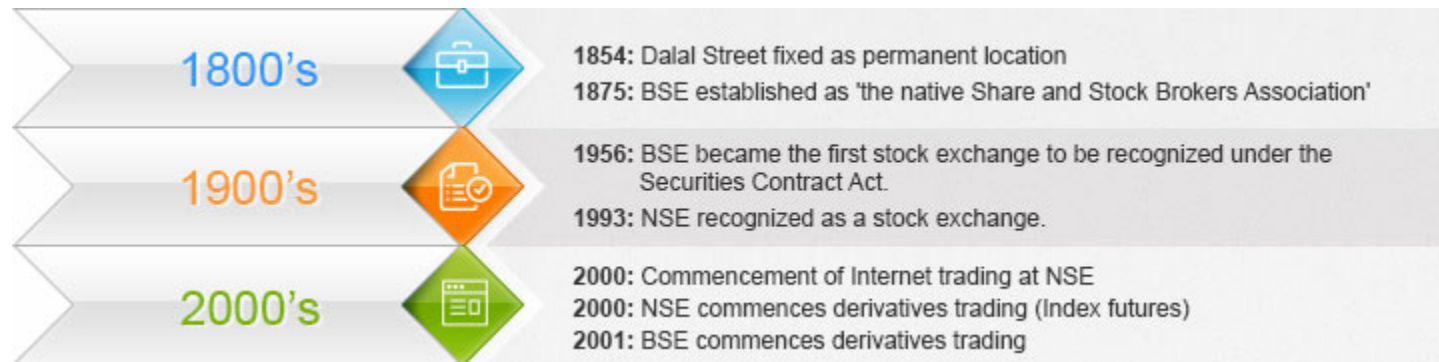 1800's
1854: Dalal Street fixed as permanent location
1875: BSE established as 'the native Share and Stock Brokers Association'
1900's
1956: BSE became the first stock exchange to be recognized under the
Securities Contract Act.
1993: NSE recognized as a stock exchange.
2000's
2000: Commencement of Internet trading at NSE
2000: NSE commences derivatives trading (Index futures)
2001: BSE commences derivatives trading